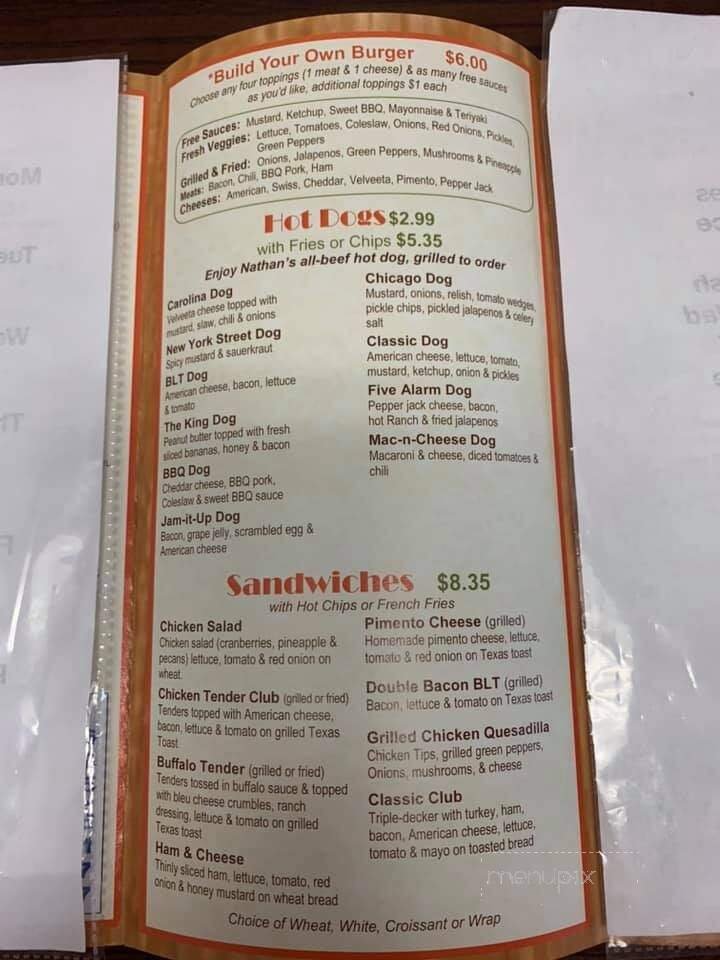 *Build Your Own Burger $6.00
Choose any four toppings (1 meat & 1 cheese) & as many free sauces
as you'd like, additional toppings $1 each
Free Sauces: Mustard, Ketchup, Sweet BBQ, Mayonnaise & Teriyaki
Fresh Veggies: Lettuce, Tomatoes, Coleslaw, Onions, Red Onions, Pickles,
Green Peppers
Grilled & Fried: Onions, Jalapenos, Green Peppers, Mushrooms & Pineapple
Meats: Bacon, Chili, BBQ Pork, Ham
Cheeses: American, Swiss, Cheddar, Velveeta, Pimento, Pepper Jack
Hot Dogs $2.99
with Fries or Chips $5.35
Enjoy Nathan's all-beef hot dog, grilled to order
Carolina Dog
Velveeta cheese topped with
mustard, slaw, chili & onions
New York Street Dog
Spicy mustard & sauerkraut
BLT Dog
American cheese, bacon, lettuce
& tomato
The King Dog
Peanut butter topped with fresh
sliced bananas, honey & bacon
BBQ Dog
Cheddar cheese, BBQ pork,
Coleslaw & sweet BBQ sauce
Jam-it-Up Dog
Bacon, grape jelly, scrambled egg &
American cheese
Chicago Dog
Mustard, onions, relish, tomato wedges,
pickle chips, pickled jalapenos & celery
salt
Classic Dog
American cheese, lettuce, tomato,
mustard, ketchup, onion & pickles
Five Alarm Dog
Pepper jack cheese, bacon,
hot Ranch & fried jalapenos
Mac-n-Cheese Dog
Macaroni & cheese, diced tomatoes &
chili
Sandwiches $8.35
with Hot Chips or French Fries
Chicken Salad
Chicken salad (cranberries, pineapple &
pecans) lettuce, tomato & red onion on
wheat.
Chicken Tender Club (grilled or fried)
Tenders topped with American cheese,
bacon, lettuce & tomato on grilled Texas
Toast
Buffalo Tender (grilled or fried)
Tenders tossed in buffalo sauce & topped
with bleu cheese crumbles, ranch
dressing, lettuce & tomato on grilled
Texas toast
Ham & Cheese
Thinly sliced ham, lettuce, tomato, red
onion & honey mustard on wheat bread
Pimento Cheese (grilled)
Homemade pimento cheese, lettuce,
tomato & red onion on Texas toast
Double Bacon BLT (grilled)
Bacon, lettuce & tomato on Texas toast
Grilled Chicken Quesadilla
Chicken Tips, grilled green peppers,
Onions, mushrooms, & cheese
Classic Club
Triple-decker with turkey, ham,
bacon, American cheese, lettuce,
tomato & mayo on toasted bread
Choice of Wheat, White, Croissant or Wrap
menupix